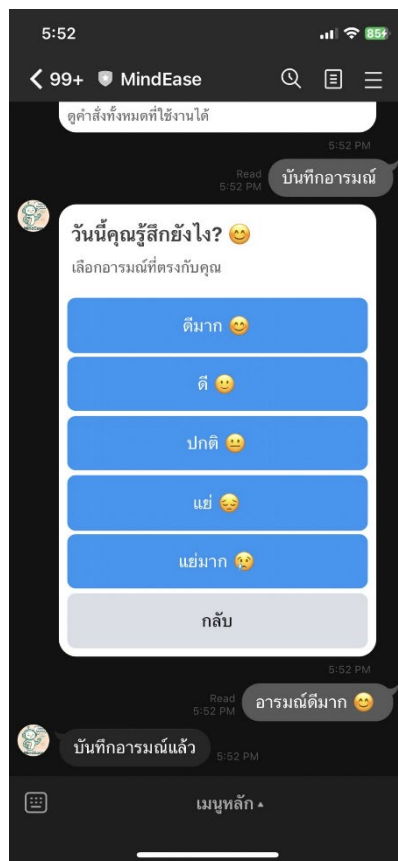 5:52
85
99+ MindEase
ดูคำสั่งทั้งหมดที่ใช้งานได้
5:52 PM
Read
5:52 PM
บันทึกอารมณ์
วันนี้คุณรู้สึกยังไง? 😊
เลือกอารมณ์ที่ตรงกับคุณ
ดีมาก 😊
ดี 🙂
ปกติ 😐
แย่ 😔
แย่มาก 😢
กลับ
5:52 PM
Read
5:52 PM
อารมณ์ดีมาก 😊
บันทึกอารมณ์แล้ว
5:52 PM
เมนูหลัก